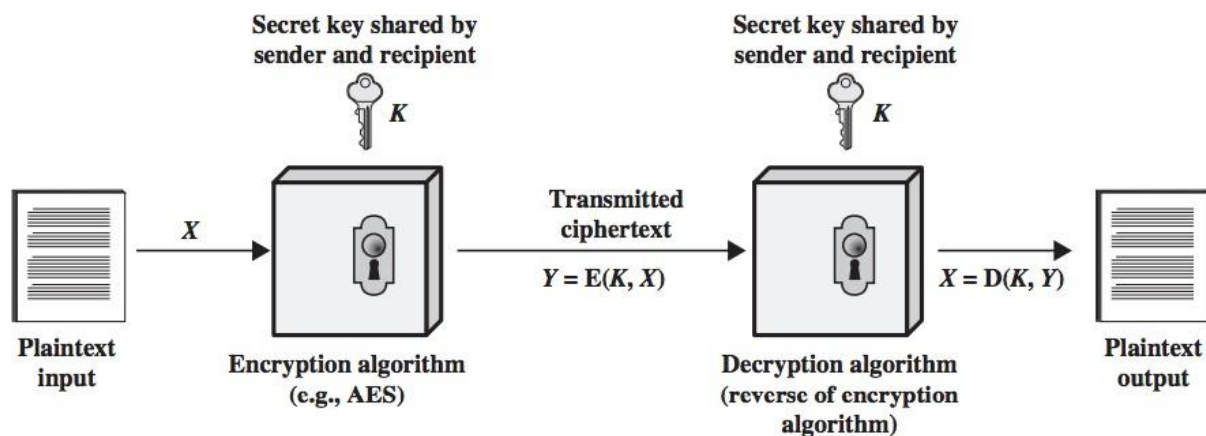 Secret key shared by
sender and recipient
K
Secret key shared by
sender and recipient
K
X
Transmitted
ciphertext
Y = E(K, X)
X = D(K, Y)
Plaintext
input
Encryption algorithm
(e.g., AES)
Decryption algorithm
(reverse of encryption
algorithm)
Plaintext
output